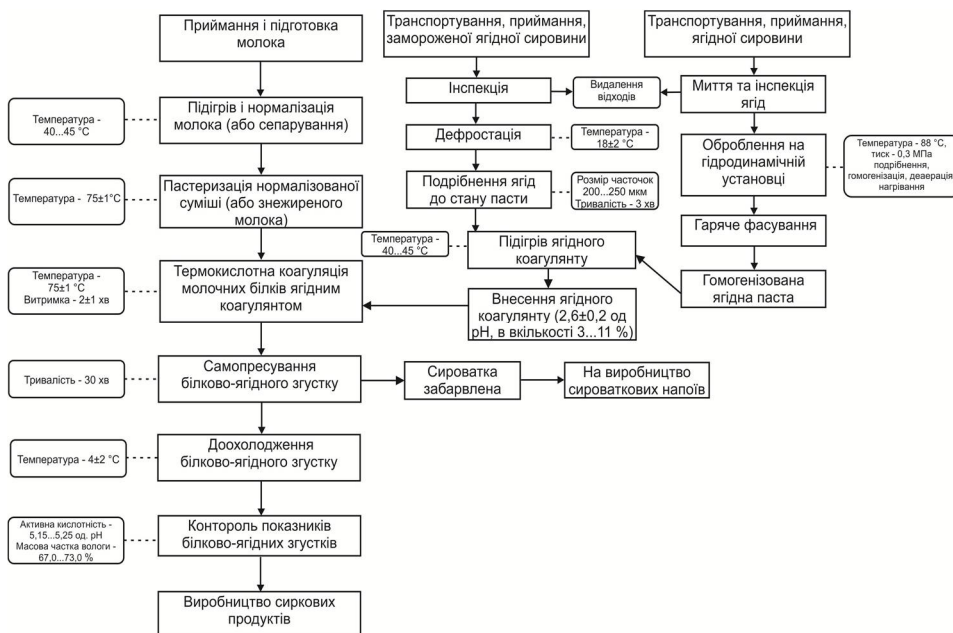 Приймання і підготовка
молока
Транспортування, приймання,
замороженої ягідної сировини
Транспортування, приймання,
ягідної сировини
Інспекція
Видалення
відходів
Миття та інспекція
ягід
Температура -
40...45 °С
Підігрів і нормалізація
молока (або сепарування)
Дефростація
Температура -
18±2 °С
Оброблення на
гідродинамічній
установці
Температура - 88 °С,
тиск - 0,3 МПа
подрібнення,
гомогенізація, деаерація
нагрівання
Температура - 75±1°С
Пастеризація нормалізованої
суміші (або знежиреного
молока)
Подрібнення ягід
до стану пасти
Розмір часточок
200...250 мкм
Тривалість - 3 хв
Гаряче фасування
Температура -
40...45 °С
Підігрів ягідного
коагулянту
Гомогенізована
ягідна паста
Температура -
75±1 °С
Витримка - 2±1 хв
Термокислотна коагуляція
молочних білків ягідним
коагулянтом
Внесення ягідного
коагулянту (2,6±0,2 од
рН, в вкількості 3...11 %)
Тривалість - 30 хв
Самопресування
білково-ягідного згустку
Сироватка
забарвлена
На виробництво
сироваткових напоїв
Температура - 4±2 °С
Доохолодження
білково-ягідного згустку
Активна кислотність -
5,15...5,25 од. рН
Масова частка вологи -
67,0...73,0 %
Контороль показників
білково-ягідних згустків
Виробництво сиркових
продуктів